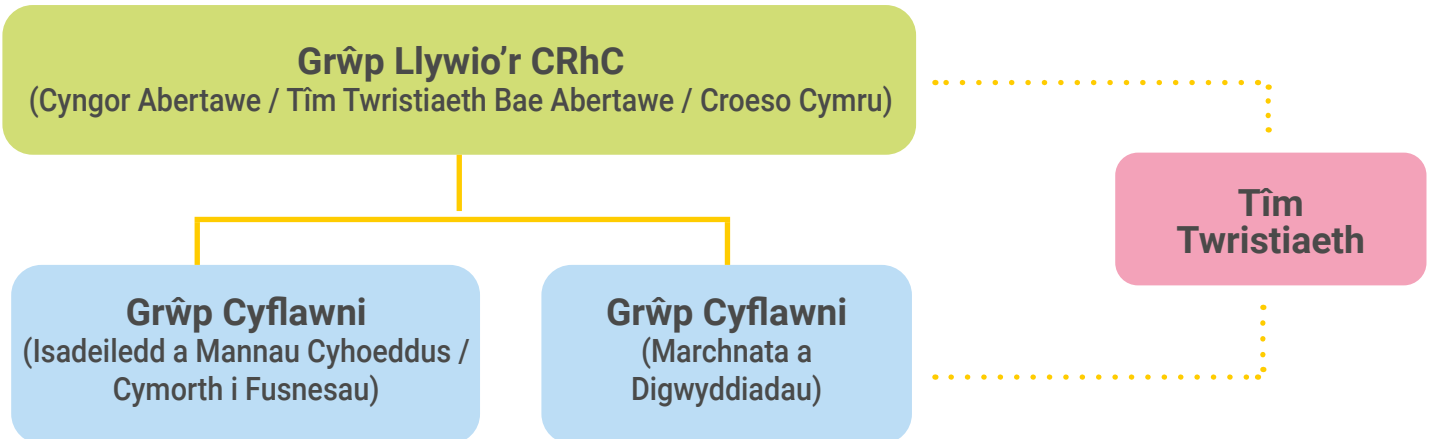 Grŵp Llywio’r CRhC
(Cyngor Abertawe / Tîm Twristiaeth Bae Abertawe / Croeso Cymru)
Tîm
Twristiaeth
Grŵp Cyflawni
(Isadeiledd a Mannau Cyhoeddus /
Cymorth i Fusnesau)
Grŵp Cyflawni
(Marchnata a
Digwyddiadau)